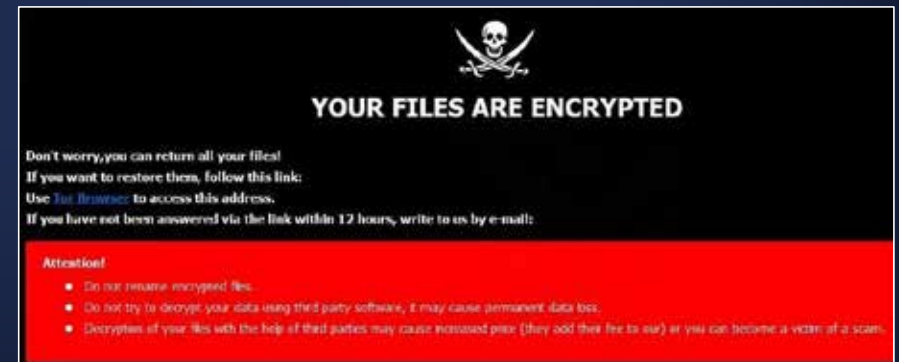 YOUR FILES ARE ENCRYPTED
Don't worry,you can return all your files!
If you want to restore them, follow this link:
Use Tor Browser to access this address.
If you have not been answered via the link within 12 hours, write to us by e-mail:
Attention!
Do not rename encrypted files.
Do not try to decrypt your data using third party software, it may cause permanent data loss.
Decryption of your files with the help of third parties may cause increased price (they add their fee to our) or you can become a victim of a scam.